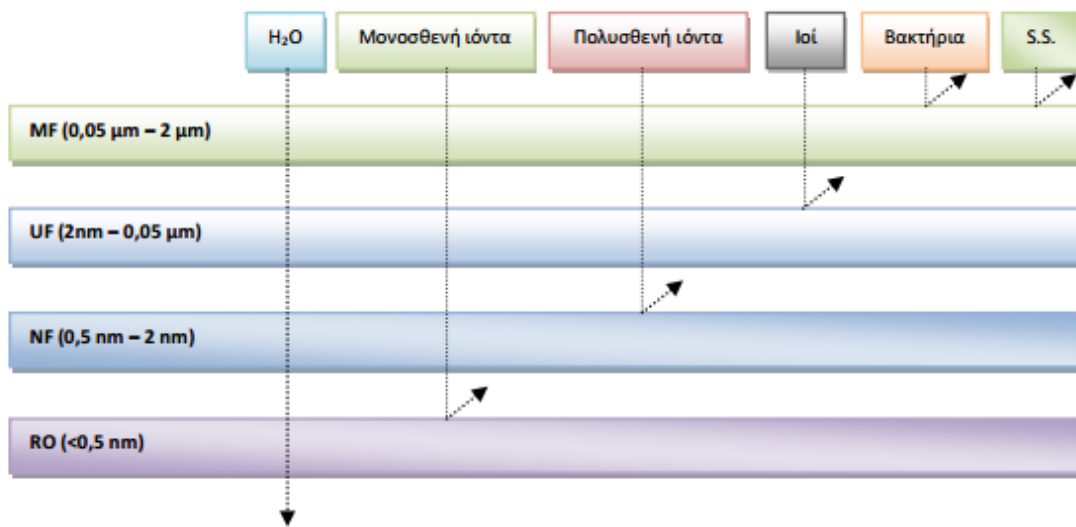 H₂O
Μονοσθενή ιόντα
Πολυσθενή ιόντα
Ιοί
Βακτήρια
S.S.
MF (0,05 μm – 2 μm)
UF (2nm – 0,05 μm)
NF (0,5 nm – 2 nm)
RO (<0,5 nm)